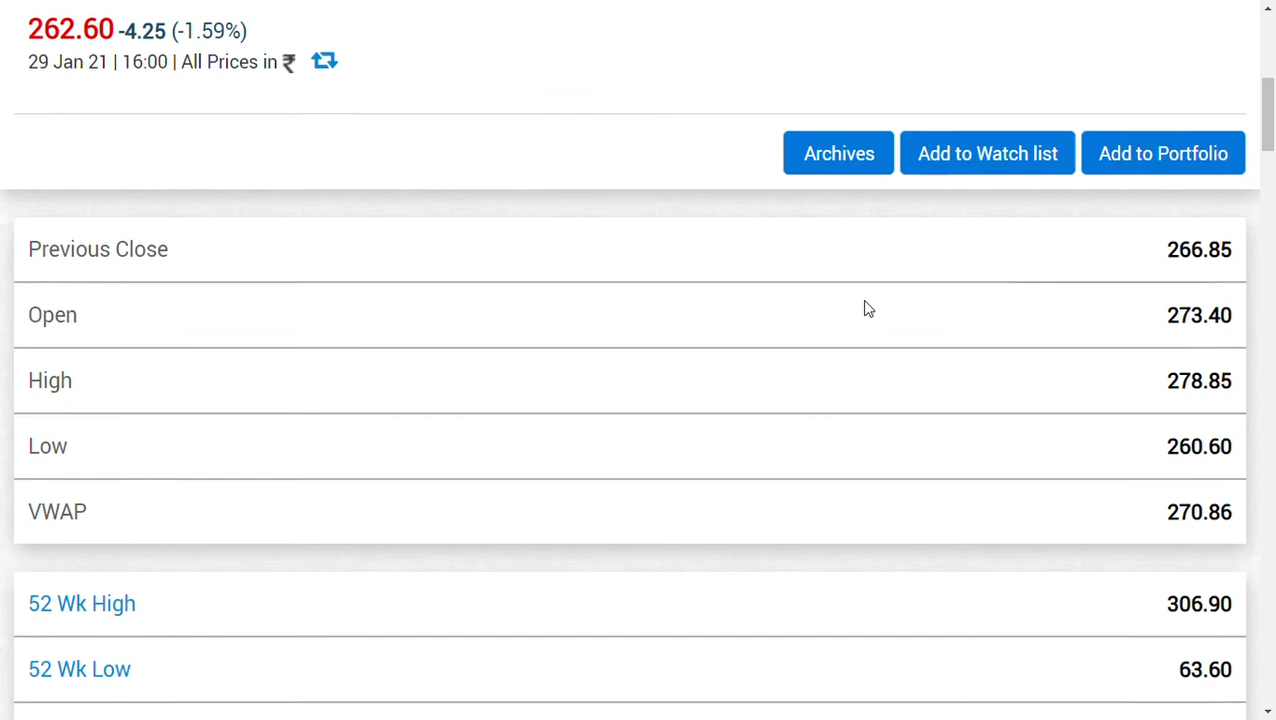 262.60 -4.25 (-1.59%)
29 Jan 21 | 16:00 | All Prices in ₹
Archives Add to Watch list Add to Portfolio
Previous Close 266.85
Open 273.40
High 278.85
Low 260.60
VWAP 270.86
52 Wk High 306.90
52 Wk Low 63.60